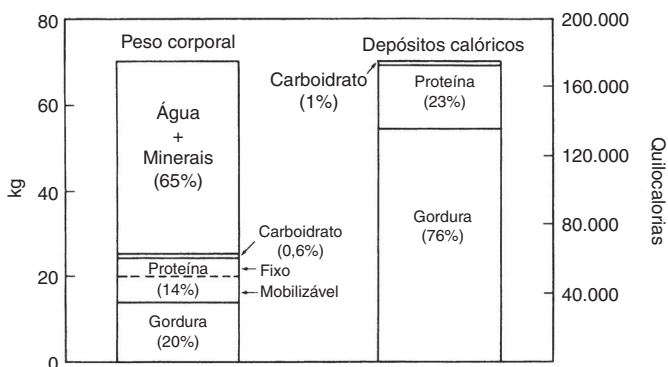 80
60
40
20
0
kg
Peso corporal
Água
+
Minerais
(65%)
Carboidrato
(0,6%)
Proteína
(14%)
Fixo
Mobilizável
Gordura
(20%)
Depósitos calóricos
Carboidrato
(1%)
Proteína
(23%)
Gordura
(76%)
200.000
160.000
120.000
80.000
40.000
Quilocalorias